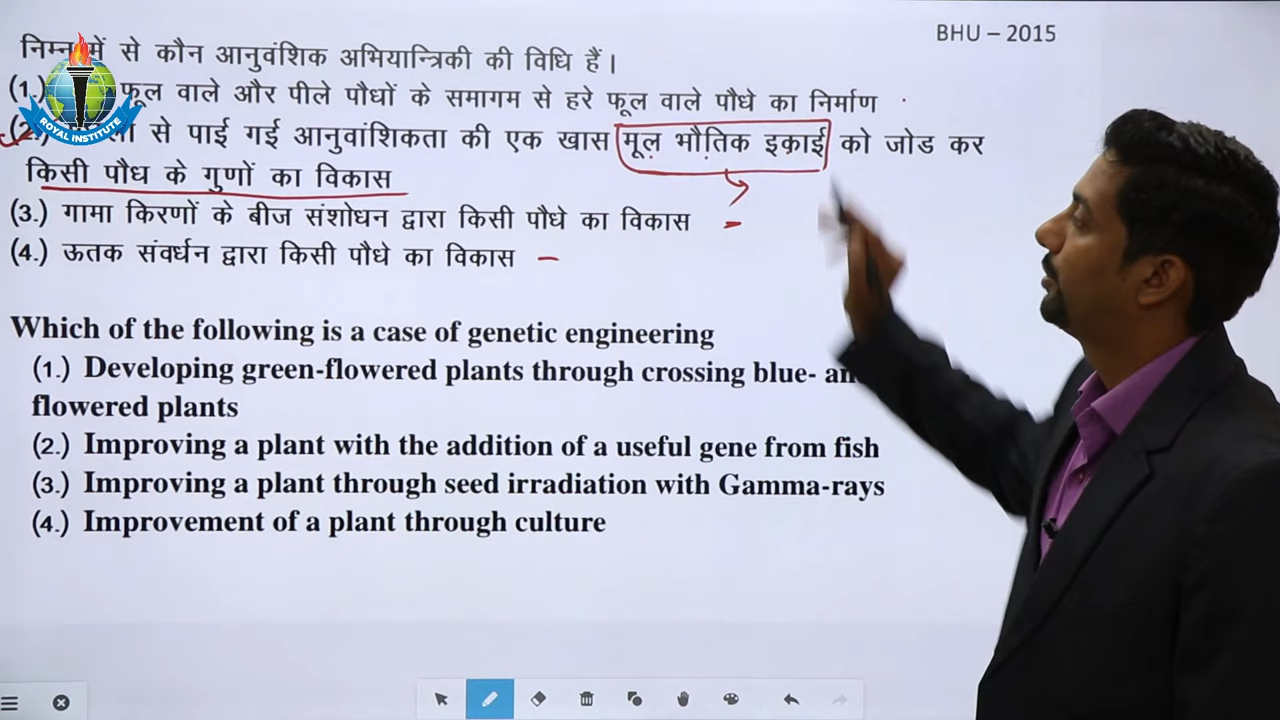 BHU – 2015
निम्न में से कौन आनुवंशिक अभियान्त्रिकी की विधि हैं।
(1.) फूल वाले और पीले पौधों के समागम से हरे फूल वाले पौधे का निर्माण
ROYAL INSTITUTE
(2.) से पाई गई आनुवांशिकता की एक खास मूल भौतिक इकाई को जोड कर
किसी पौध के गुणों का विकास
(3.) गामा किरणों के बीज संशोधन द्वारा किसी पौधे का विकास
(4.) ऊतक संवर्धन द्वारा किसी पौधे का विकास
Which of the following is a case of genetic engineering
(1.) Developing green-flowered plants through crossing blue-
flowered plants
(2.) Improving a plant with the addition of a useful gene from fish
(3.) Improving a plant through seed irradiation with Gamma-rays
(4.) Improvement of a plant through culture